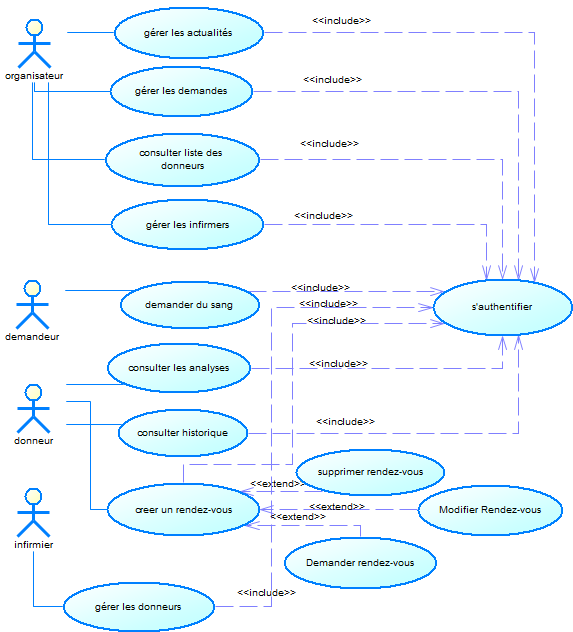 gérer les actualités
<<include>>
organisateur
gérer les demandes
<<include>>
consulter liste des
donneurs
<<include>>
gérer les infirmers
<<include>>
demandeur
demander du sang
<<include>>
<<include>>
<<include>>
s'authentifier
consulter les analyses
<<include>>
donneur
consulter historique
<<include>>
supprimer rendez-vous
<<extend>>
creer un rendez-vous
<<extend>>
Modifier Rendez-vous
<<extend>>
infirmier
Demander rendez-vous
gérer les donneurs
<<include>>